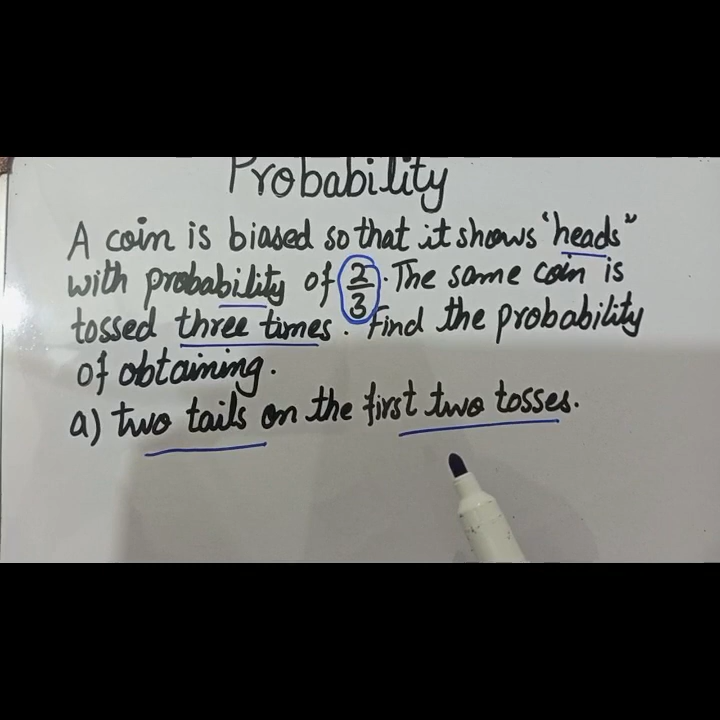 Probability
A coin is biased so that it shows "heads"
with probability of 2/3. The same coin is
tossed three times. Find the probability
of obtaining.
a) two tails on the first two tosses.